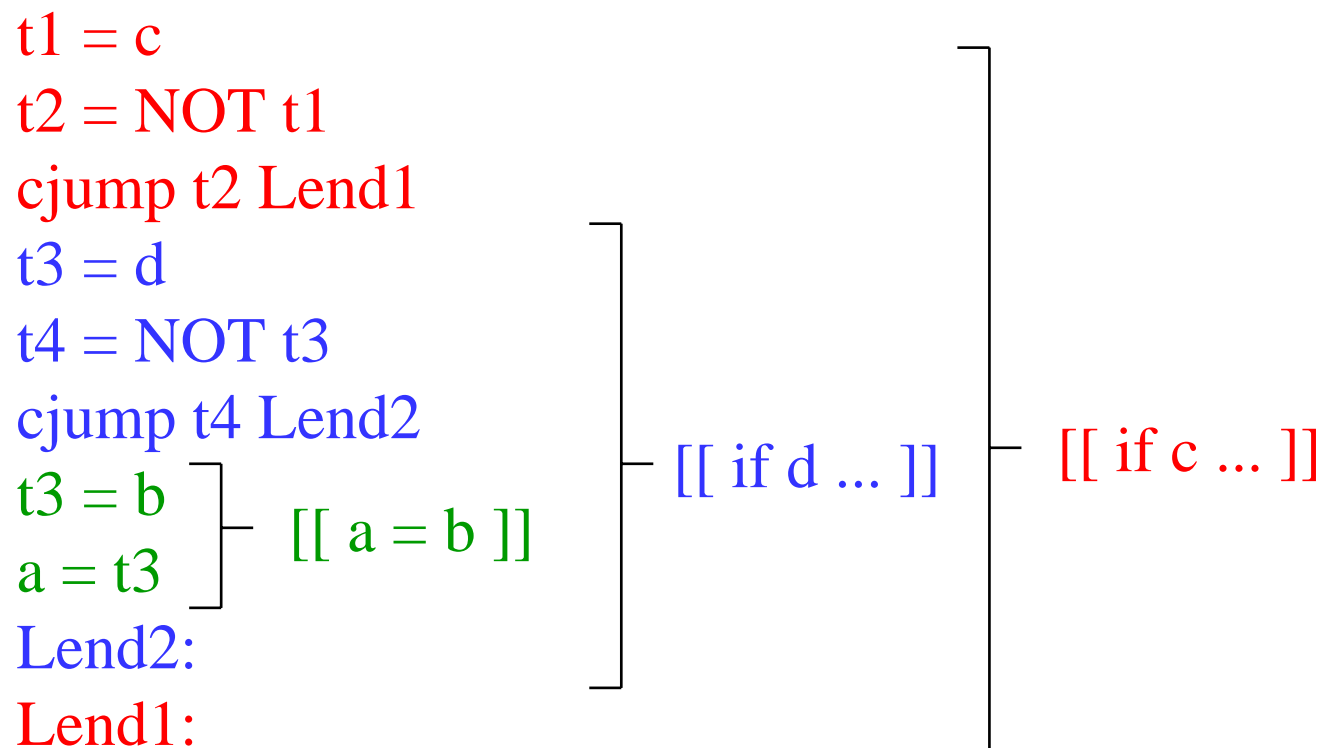 t1 = c
t2 = NOT t1
cjump t2 Lend1
t3 = d
t4 = NOT t3
cjump t4 Lend2
t3 = b
a = t3
Lend2:
Lend1:
[[ a = b ]]
[[ if d ... ]]
[[ if c ... ]]